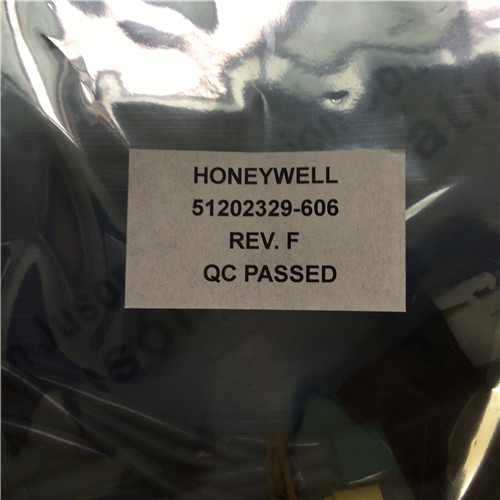 HONEYWELL
51202329-606
REV. F
QC PASSED